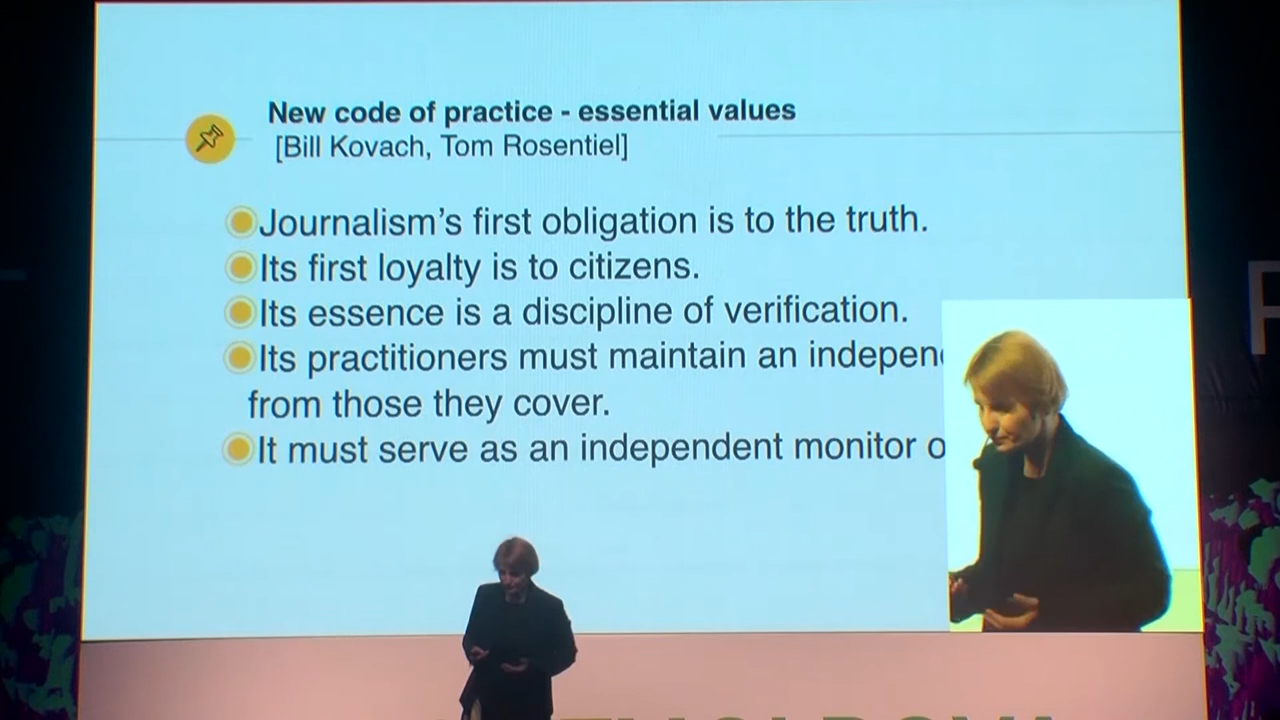 New code of practice - essential values
[Bill Kovach, Tom Rosentiel]
Journalism’s first obligation is to the truth.
Its first loyalty is to citizens.
Its essence is a discipline of verification.
Its practitioners must maintain an
from those they cover.
It must serve as an independent monitor